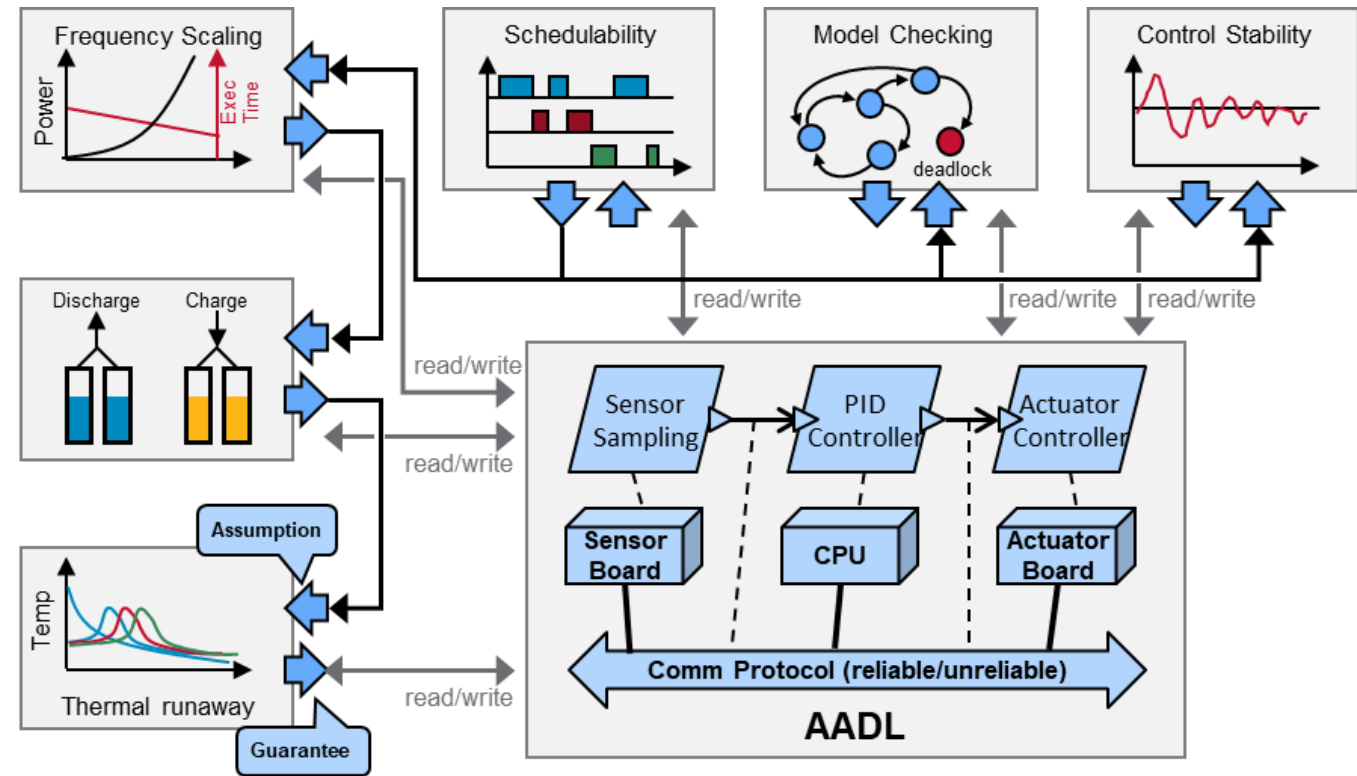 Frequency Scaling
Power
Exec
Time
Schedulability
Model Checking
deadlock
Control Stability
read/write
read/write
read/write
Discharge
Charge
read/write
read/write
Sensor
Sampling
PID
Controller
Actuator
Controller
Assumption
Sensor
Board
CPU
Actuator
Board
Temp
Thermal runaway
read/write
Comm Protocol (reliable/unreliable)
AADL
Guarantee